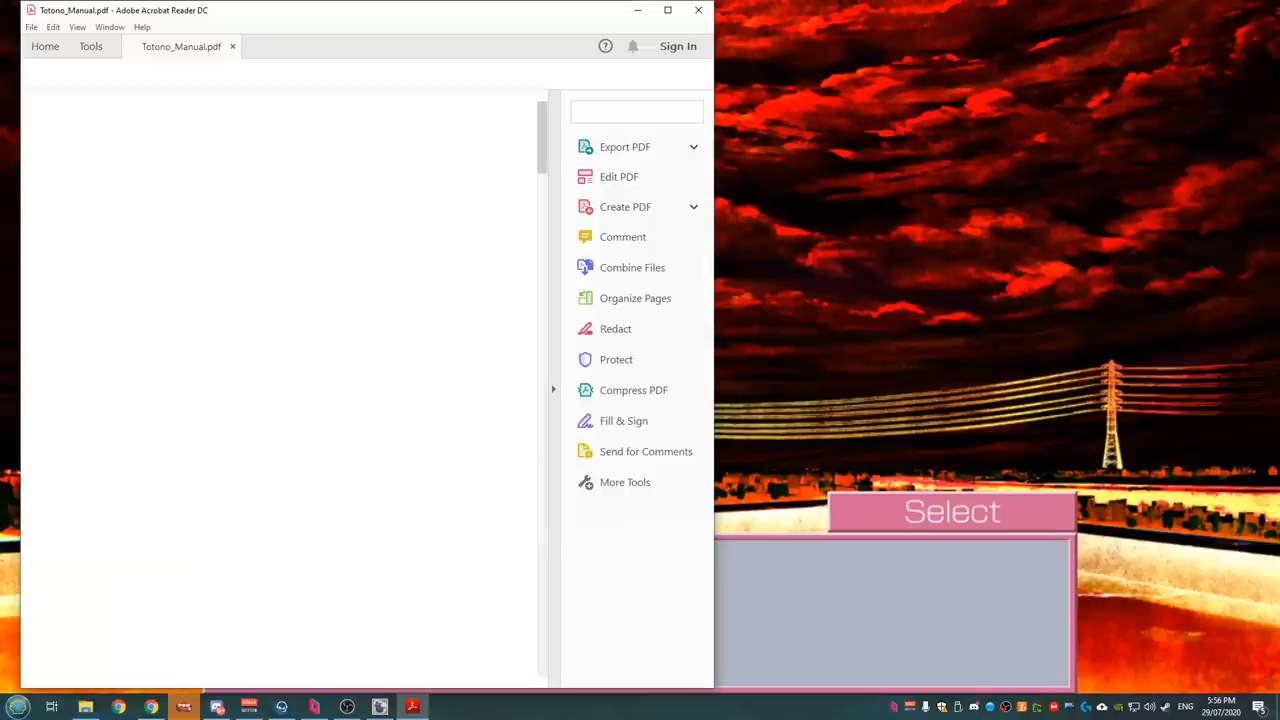 Totono_Manual.pdf - Adobe Acrobat Reader DC
File Edit View Window Help
Home Tools Totono_Manual.pdf × Sign In
Export PDF
Edit PDF
Create PDF
Comment
Combine Files
Organize Pages
Redact
Protect
Compress PDF
Fill & Sign
Send for Comments
More Tools
Select
ENG
5:56 PM
29/07/2020